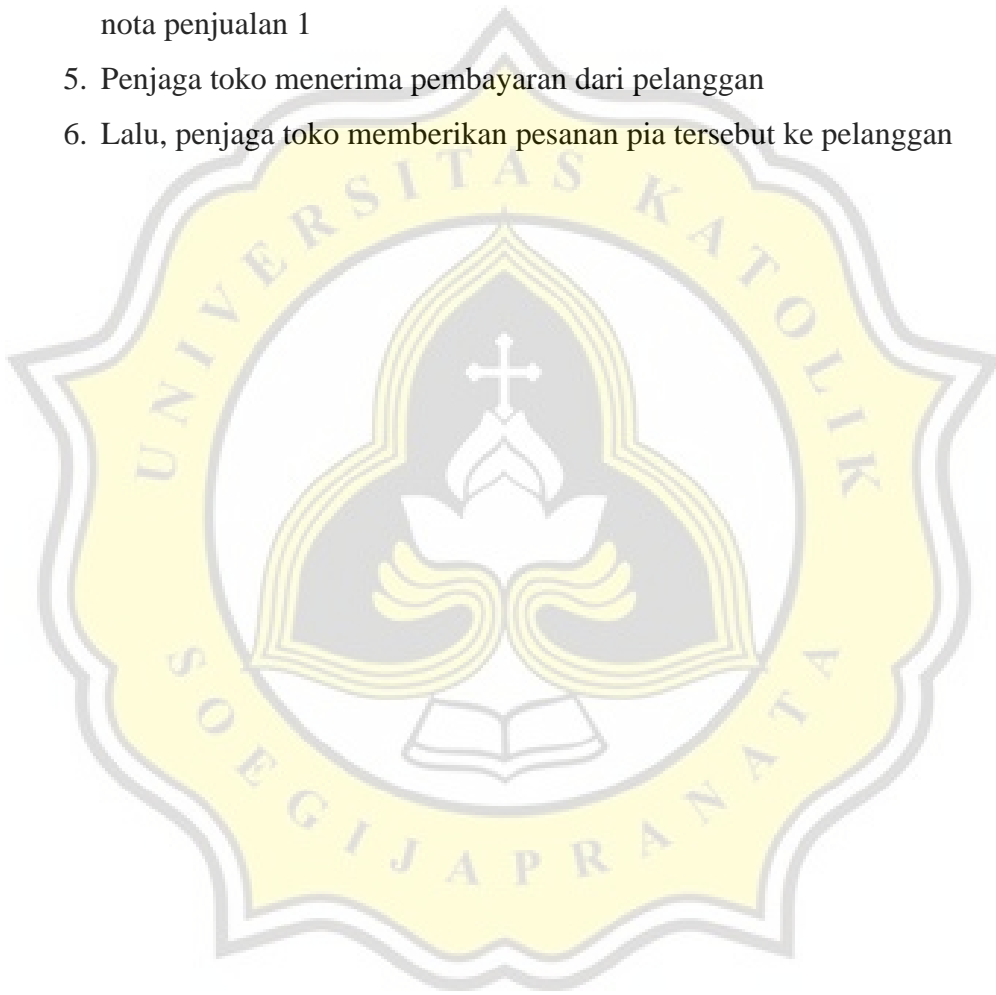 nota penjualan 1
5. Penjaga toko menerima pembayaran dari pelanggan
6. Lalu, penjaga toko memberikan pesanan pia tersebut ke pelanggan
UNIVERSITAS KATOLIK
SOEGIJAPRANATA